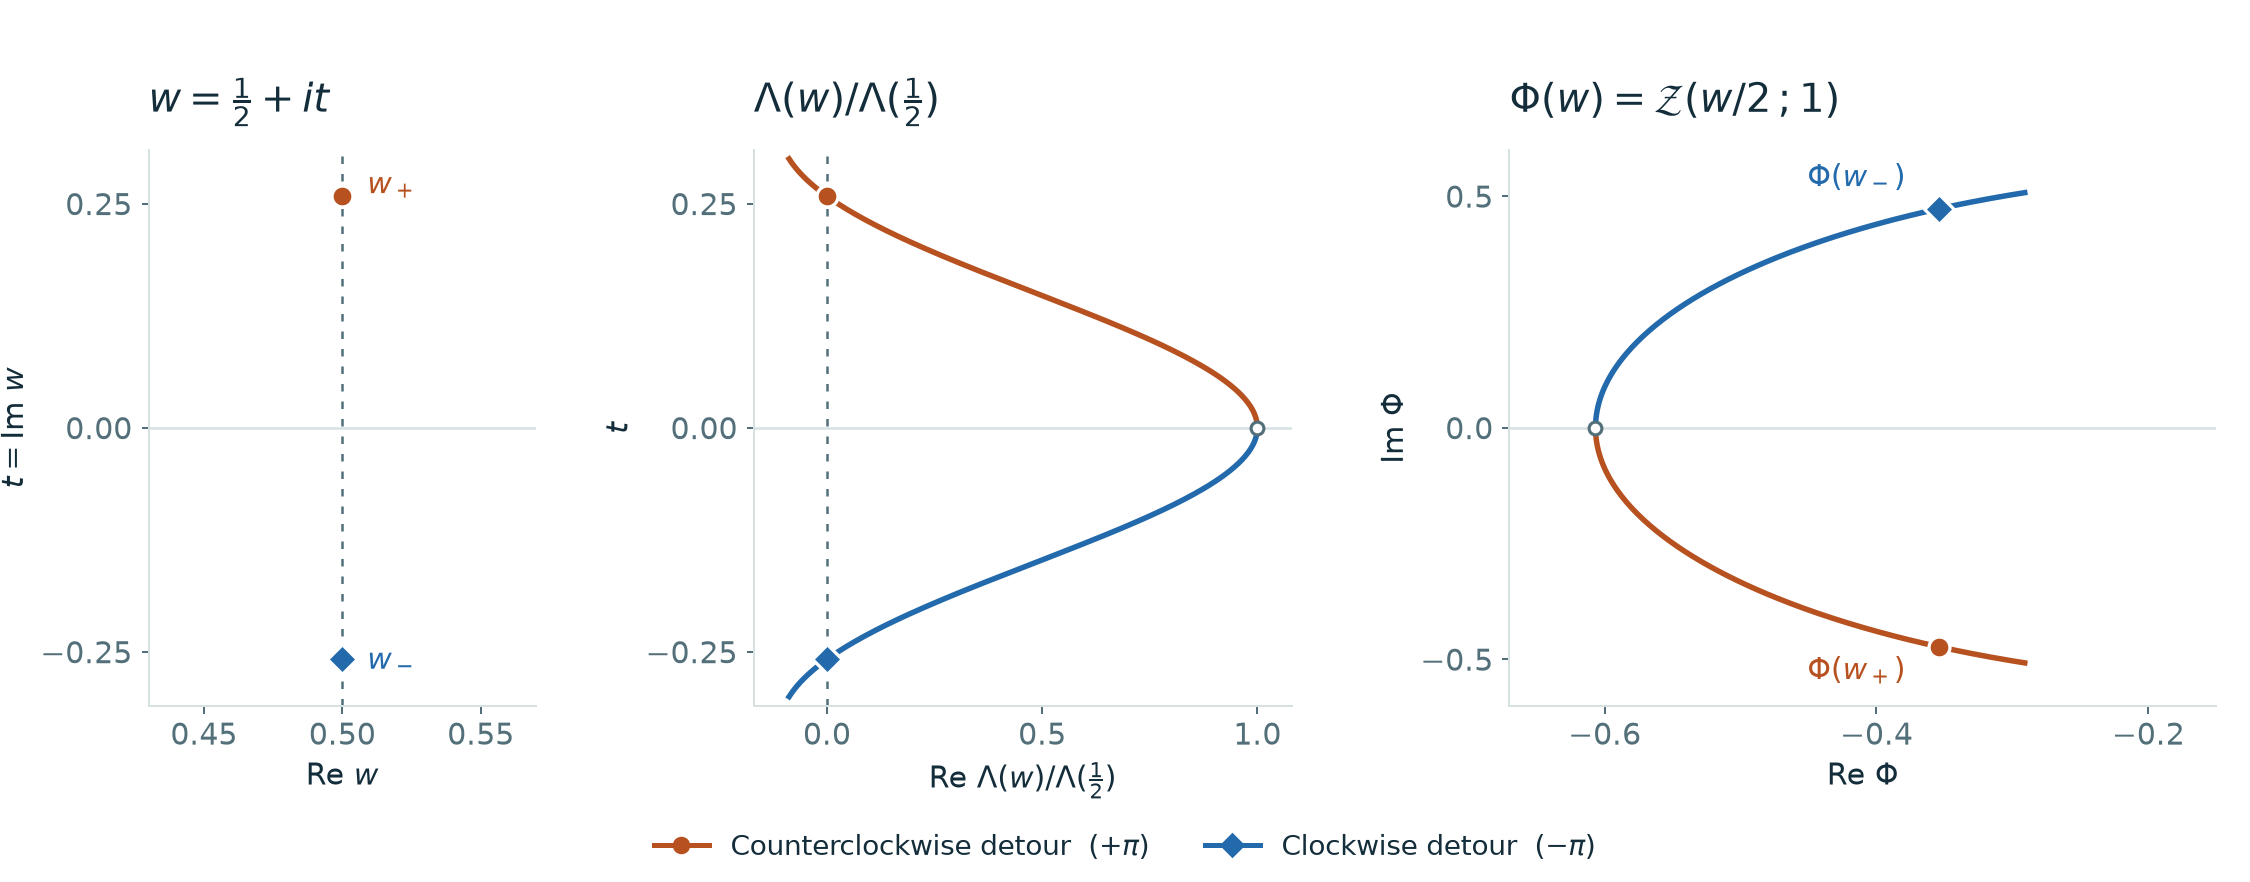 w = 1/2 + it
t = Im w
0.25
0.00
−0.25
0.45 0.50 0.55
Re w
w₊
w₋
Λ(w)/Λ(1/2)
t
0.25
0.00
−0.25
0.0 0.5 1.0
Re Λ(w)/Λ(1/2)
Φ(w) = 𝒵(w/2 ; 1)
Im Φ
0.5
0.0
−0.5
−0.6 −0.4 −0.2
Re Φ
Φ(w₋)
Φ(w₊)
Counterclockwise detour (+π)
Clockwise detour (−π)